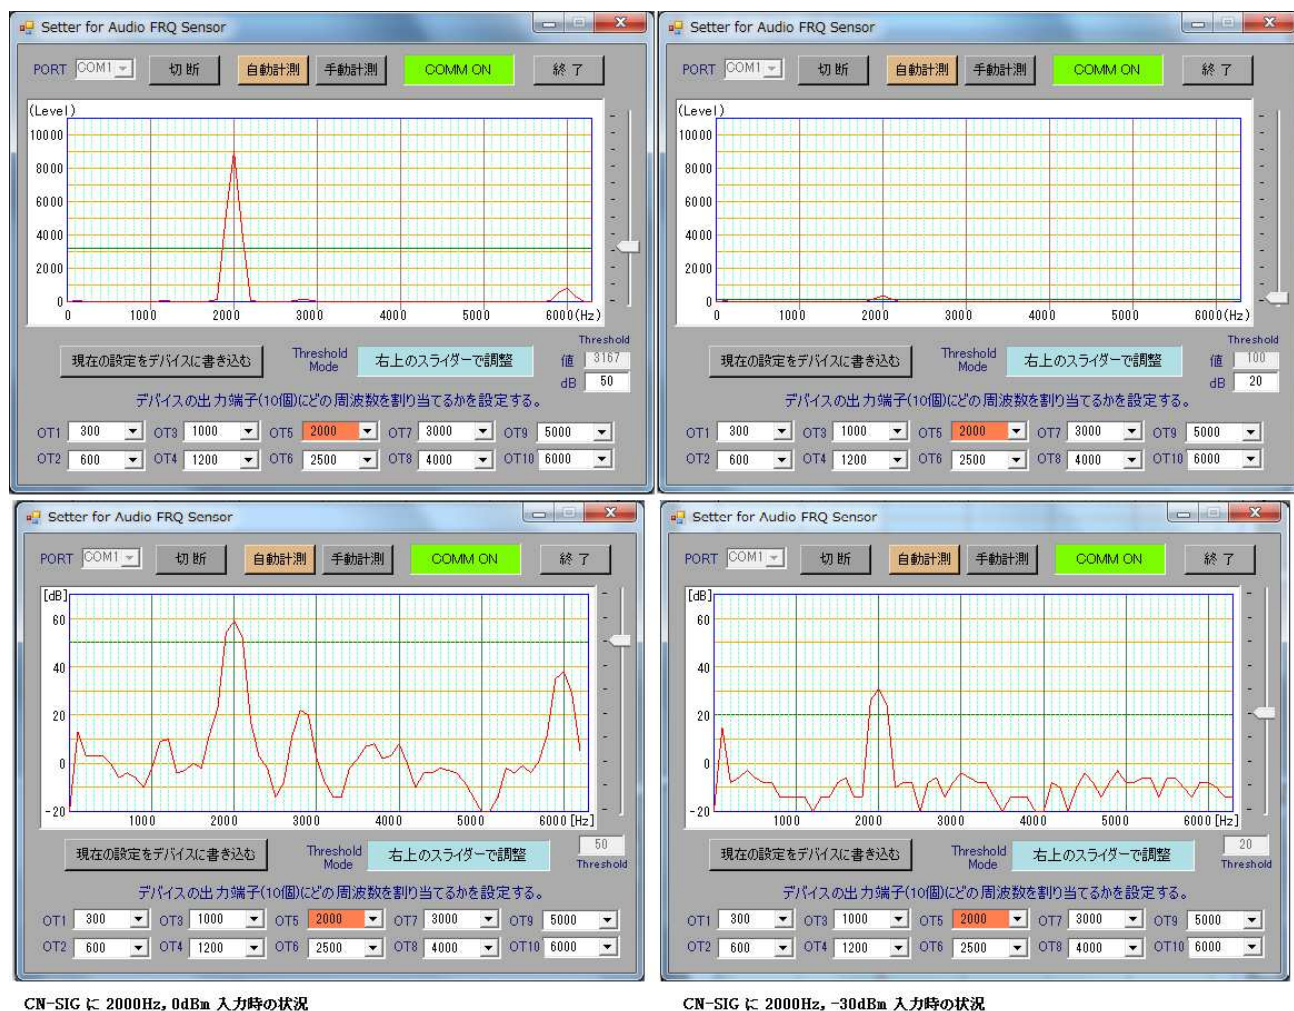 Setter for Audio FRQ Sensor
PORT COM1 切 断 自動計測 手動計測 COMM ON 終 了
(Level)
10000
8000
6000
4000
2000
0
0 1000 2000 3000 4000 5000 6000(Hz)
現在の設定をデバイスに書き込む Threshold Mode 右上のスライダーで調整
Threshold
値 3167
dB 50
デバイスの出力端子(10個)にどの周波数を割り当てるかを設定する。
OT1 300 OT3 1000 OT5 2000 OT7 3000 OT9 5000
OT2 600 OT4 1200 OT6 2500 OT8 4000 OT10 6000
Setter for Audio FRQ Sensor
PORT COM1 切 断 自動計測 手動計測 COMM ON 終 了
(Level)
10000
8000
6000
4000
2000
0
0 1000 2000 3000 4000 5000 6000(Hz)
現在の設定をデバイスに書き込む Threshold Mode 右上のスライダーで調整
Threshold
値 100
dB 20
デバイスの出力端子(10個)にどの周波数を割り当てるかを設定する。
OT1 300 OT3 1000 OT5 2000 OT7 3000 OT9 5000
OT2 600 OT4 1200 OT6 2500 OT8 4000 OT10 6000
Setter for Audio FRQ Sensor
PORT COM1 切 断 自動計測 手動計測 COMM ON 終 了
[dB]
60
40
20
0
-20
1000 2000 3000 4000 5000 6000[Hz]
現在の設定をデバイスに書き込む Threshold Mode 右上のスライダーで調整
50
Threshold
デバイスの出力端子(10個)にどの周波数を割り当てるかを設定する。
OT1 300 OT3 1000 OT5 2000 OT7 3000 OT9 5000
OT2 600 OT4 1200 OT6 2500 OT8 4000 OT10 6000
CN-SIG に 2000Hz, 0dBm 入力時の状況
Setter for Audio FRQ Sensor
PORT COM1 切 断 自動計測 手動計測 COMM ON 終 了
[dB]
60
40
20
0
-20
1000 2000 3000 4000 5000 6000[Hz]
現在の設定をデバイスに書き込む Threshold Mode 右上のスライダーで調整
20
Threshold
デバイスの出力端子(10個)にどの周波数を割り当てるかを設定する。
OT1 300 OT3 1000 OT5 2000 OT7 3000 OT9 5000
OT2 600 OT4 1200 OT6 2500 OT8 4000 OT10 6000
CN-SIG に 2000Hz, -30dBm 入力時の状況